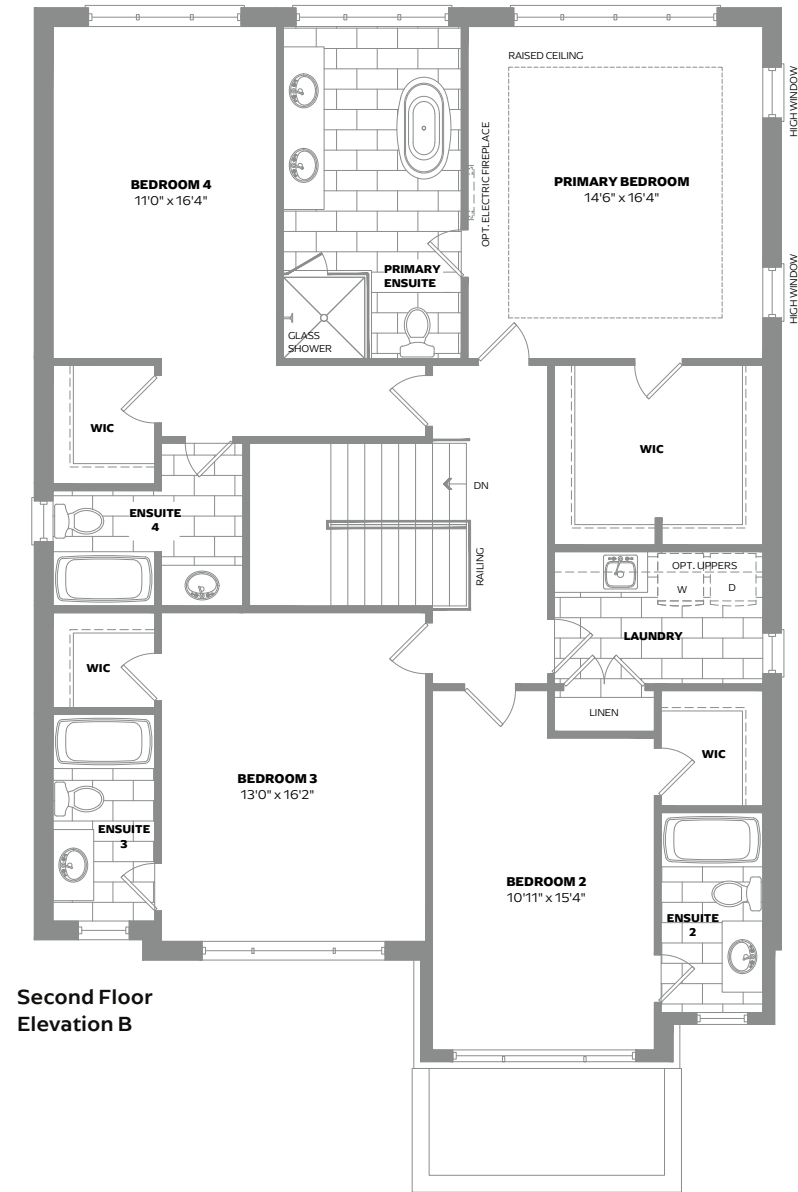 RAISED CEILING
HIGH WINDOW
OPT. ELECTRIC FIREPLACE
BEDROOM 4
11'0" x 16'4"
PRIMARY BEDROOM
14'6" x 16'4"
PRIMARY
ENSUITE
HIGH WINDOW
GLASS
SHOWER
WIC
WIC
DN
ENSUITE
4
RAILING
OPT. UPPERS
W
D
LAUNDRY
WIC
LINEN
WIC
BEDROOM 3
13'0" x 16'2"
ENSUITE
3
BEDROOM 2
10'11" x 15'4"
ENSUITE
2
Second Floor
Elevation B